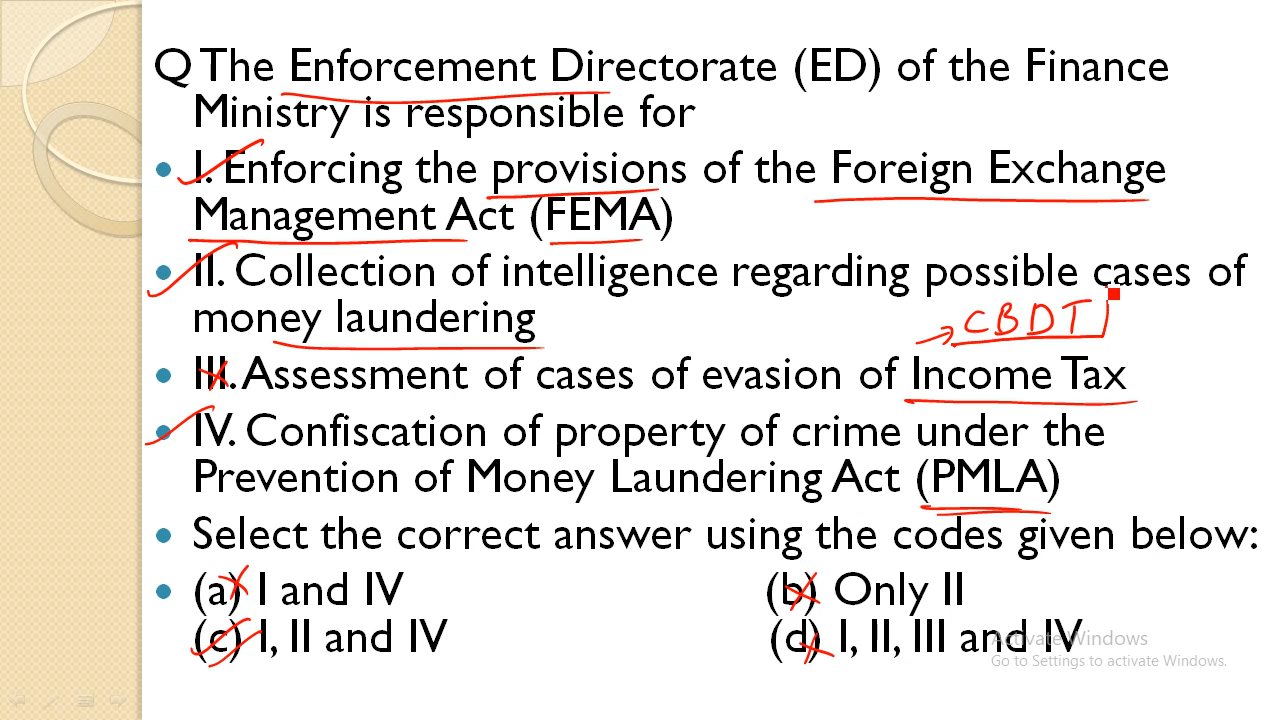 Q The Enforcement Directorate (ED) of the Finance
Ministry is responsible for
I. Enforcing the provisions of the Foreign Exchange
Management Act (FEMA)
II. Collection of intelligence regarding possible cases of
money laundering
CBDT
III. Assessment of cases of evasion of Income Tax
IV. Confiscation of property of crime under the
Prevention of Money Laundering Act (PMLA)
Select the correct answer using the codes given below:
(a) I and IV (b) Only II
(c) I, II and IV (d) I, II, III and IV
Activate Windows
Go to Settings to activate Windows.